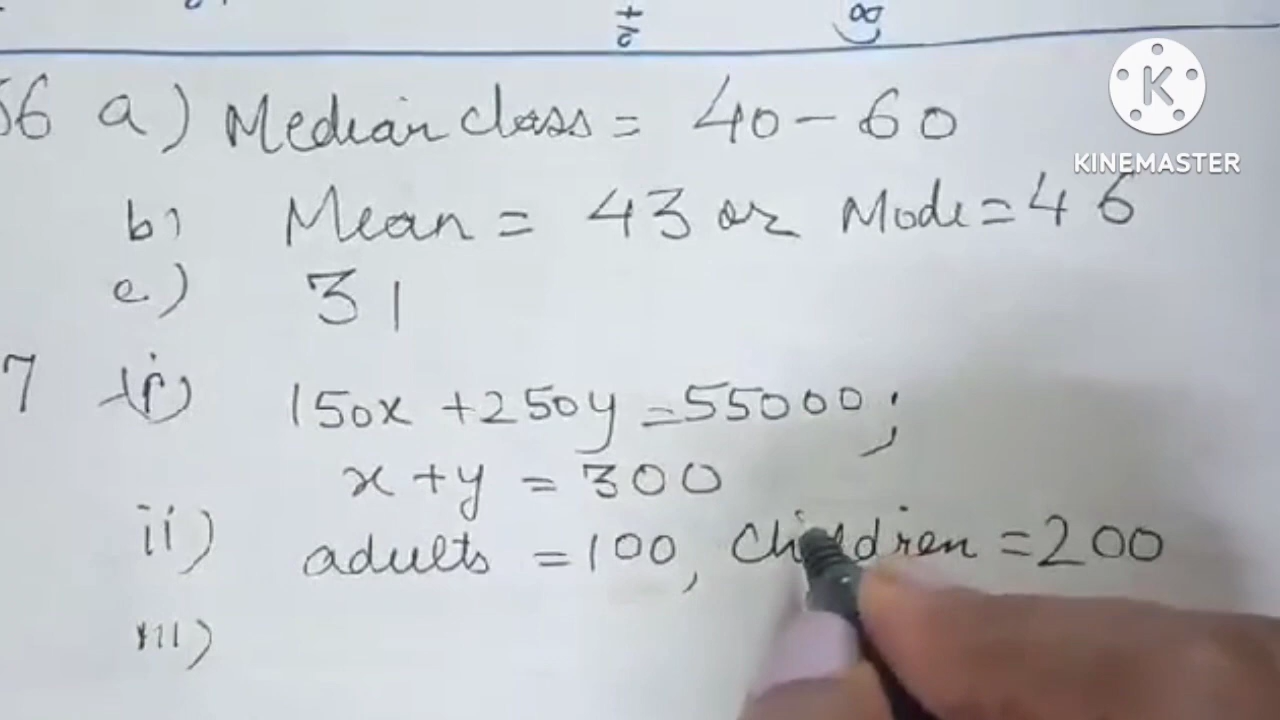 56 a) Median class = 40-60
KINEMASTER
b) Mean = 43 or Mode = 46
c) 31
7 i) 150x + 250y = 55000;
x + y = 300
ii) adults = 100, children = 200
iii)